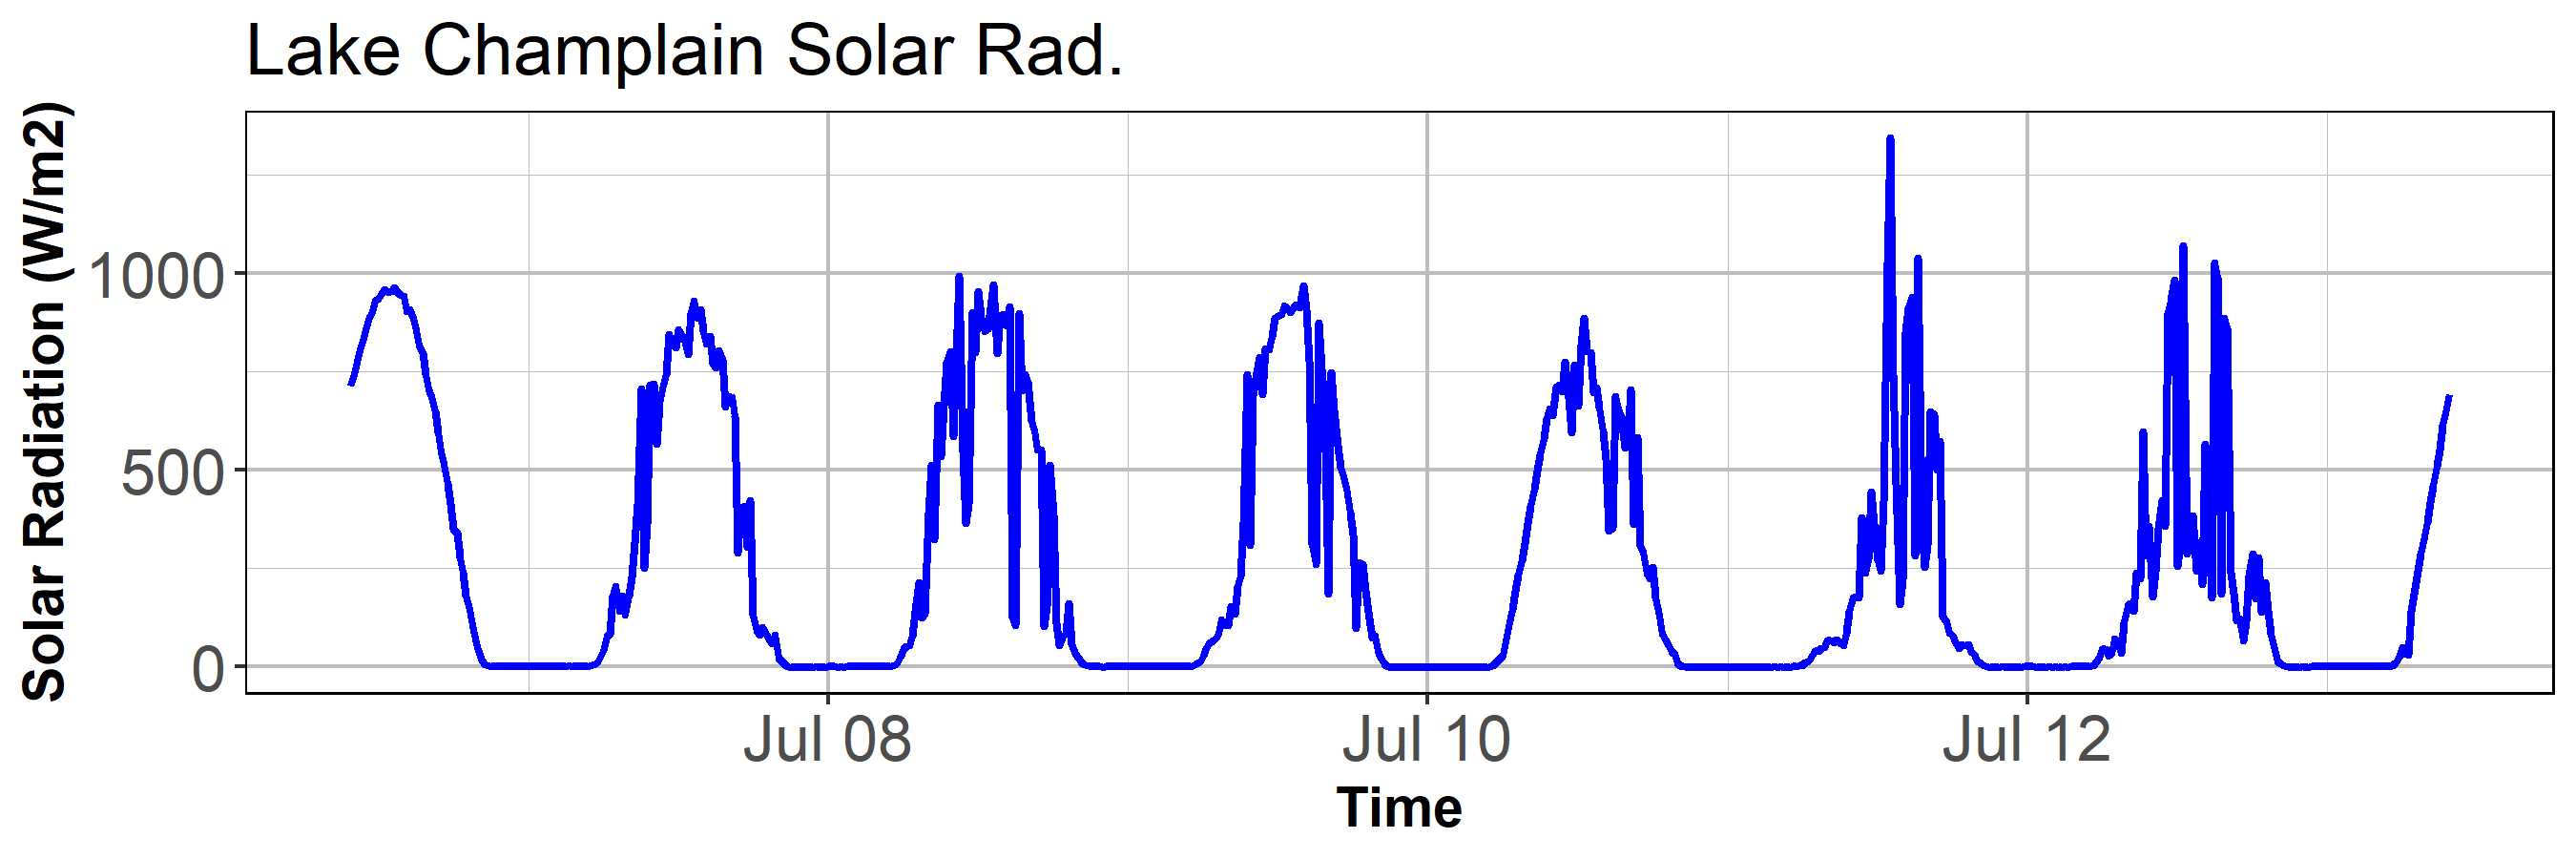 Lake Champlain Solar Rad.
Solar Radiation (W/m2)
1000
500
0
Jul 08
Jul 10
Jul 12
Time